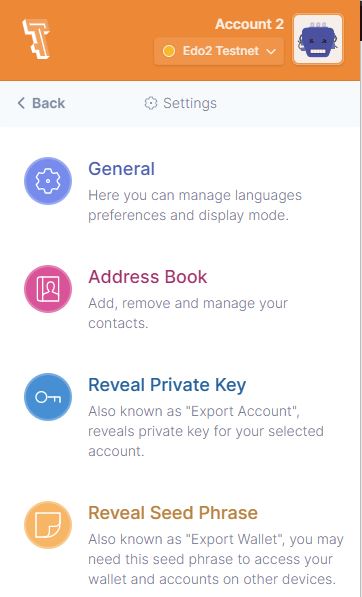 Account 2
Edo2 Testnet
Back
Settings
General
Here you can manage languages
preferences and display mode.
Address Book
Add, remove and manage your
contacts.
Reveal Private Key
Also known as "Export Account",
reveals private key for your selected
account.
Reveal Seed Phrase
Also known as "Export Wallet", you may
need this seed phrase to access your
wallet and accounts on other devices.